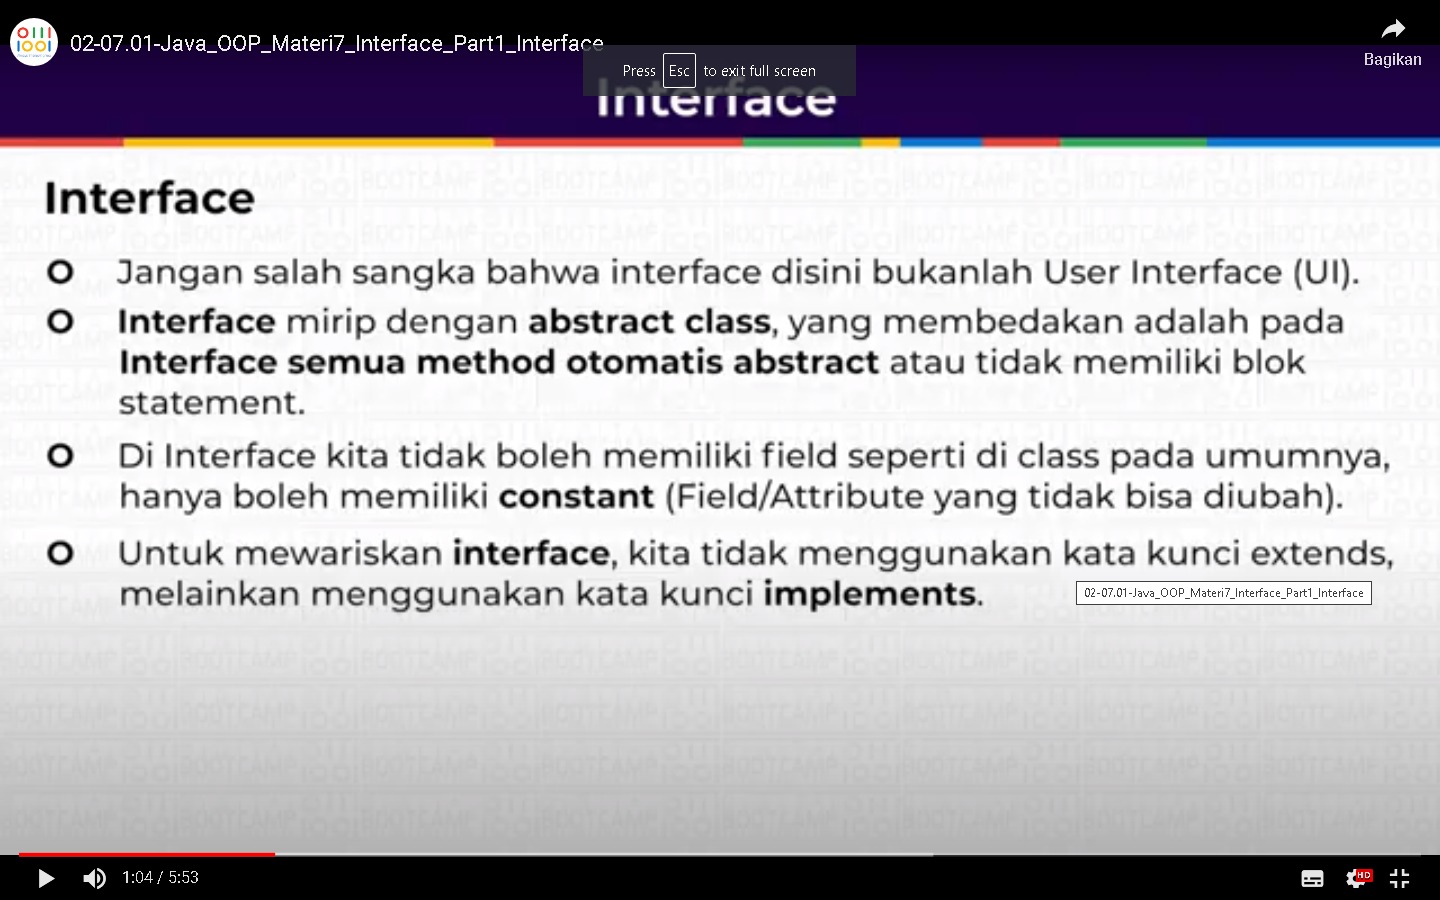 02-07.01-Java_OOP_Materi7_Interface_Part1_Interface
Bagikan
Press Esc to exit full screen
Interface
Interface
O Jangan salah sangka bahwa interface disini bukanlah User Interface (UI).
O Interface mirip dengan abstract class, yang membedakan adalah pada
Interface semua method otomatis abstract atau tidak memiliki blok
statement.
O Di Interface kita tidak boleh memiliki field seperti di class pada umumnya,
hanya boleh memiliki constant (Field/Attribute yang tidak bisa diubah).
O Untuk mewariskan interface, kita tidak menggunakan kata kunci extends,
melainkan menggunakan kata kunci implements.
02-07.01-Java_OOP_Materi7_Interface_Part1_Interface
1:04 / 5:53
HD